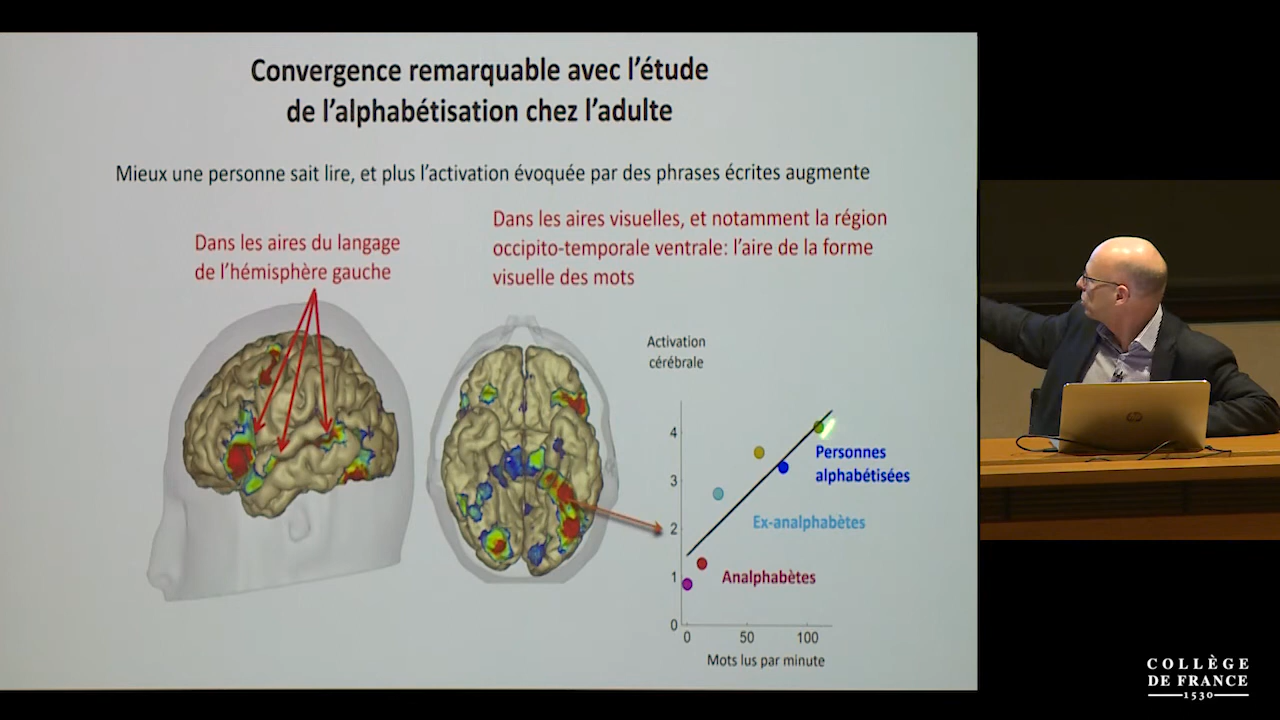 Convergence remarquable avec l'étude
de l'alphabétisation chez l'adulte
Mieux une personne sait lire, et plus l'activation évoquée par des phrases écrites augmente
Dans les aires du langage
de l'hémisphère gauche
Dans les aires visuelles, et notamment la région
occipito-temporale ventrale: l'aire de la forme
visuelle des mots
Activation
cérébrale
4
3
2
1
0
0 50 100
Mots lus par minute
Personnes
alphabétisées
Ex-analphabètes
Analphabètes
hp
COLLÈGE
DE FRANCE
1530